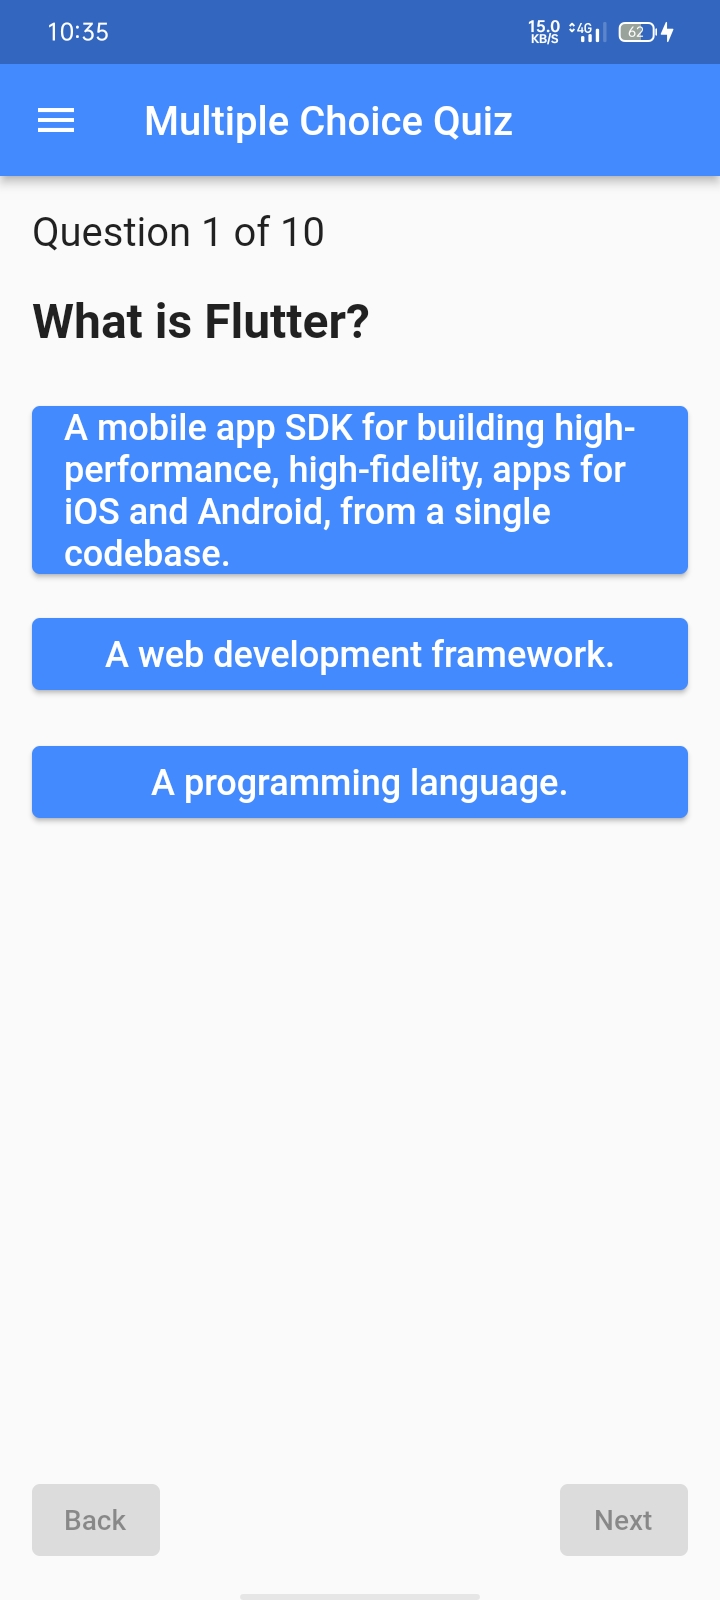 10:35
15.0
KB/S
4G
62
Multiple Choice Quiz
Question 1 of 10
What is Flutter?
A mobile app SDK for building high-
performance, high-fidelity, apps for
iOS and Android, from a single
codebase.
A web development framework.
A programming language.
Back
Next